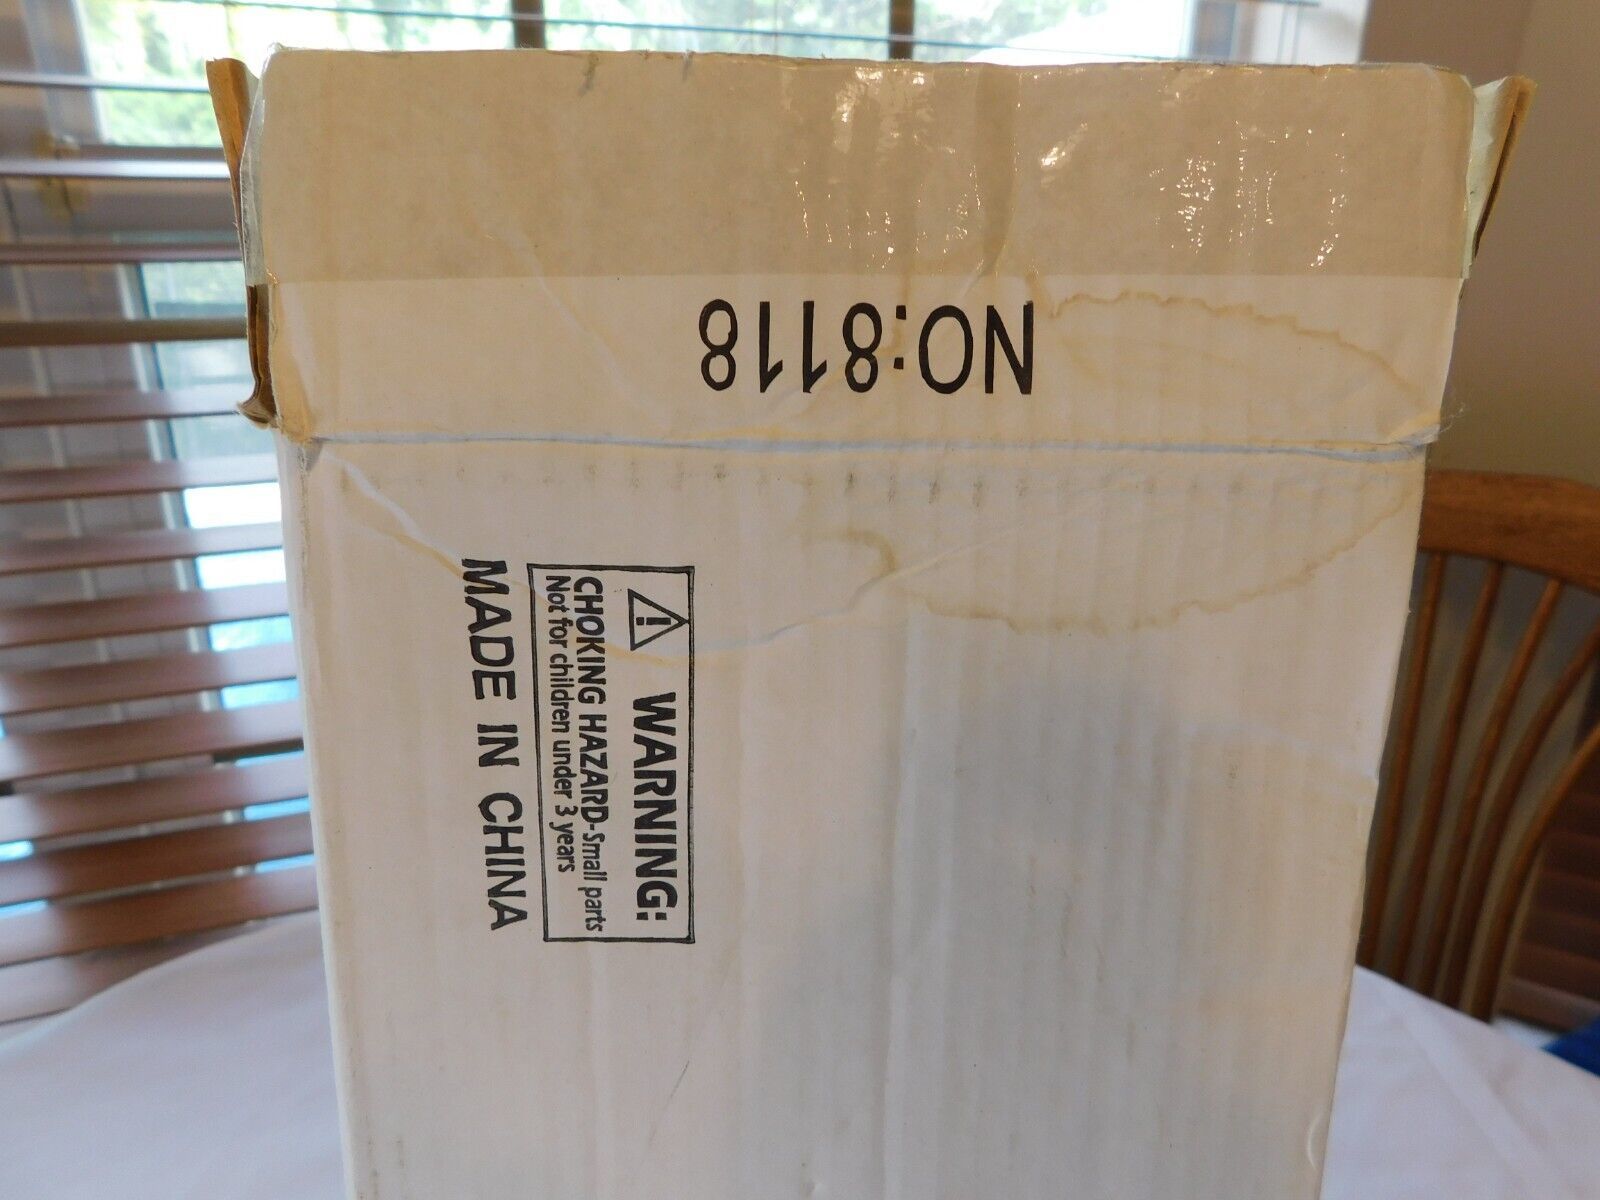 NO:8118
⚠ WARNING:
CHOKING HAZARD-Small parts
Not for children under 3 years
MADE IN CHINA